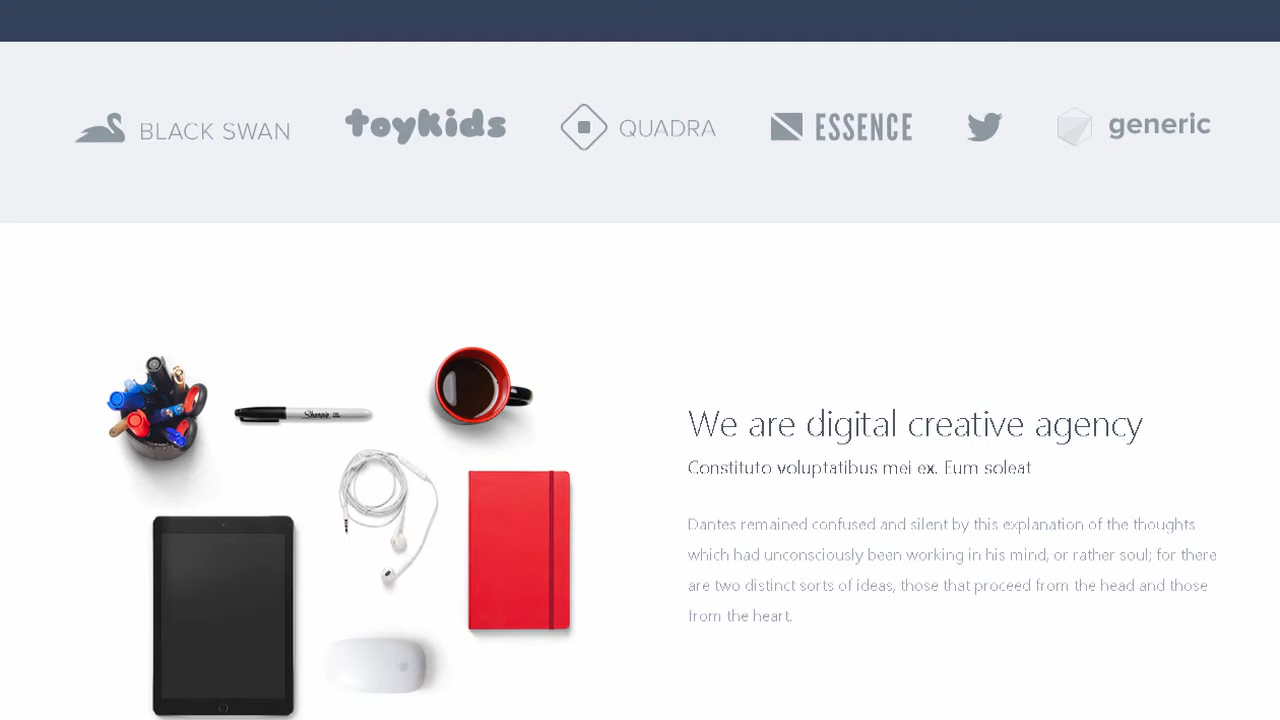 BLACK SWAN
toykids
QUADRA
ESSENCE
generic
Sharpie
We are digital creative agency
Constituto voluptatibus mei ex. Eum soleat
Dantes remained confused and silent by this explanation of the thoughts
which had unconsciously been working in his mind, or rather soul; for there
are two distinct sorts of ideas, those that proceed from the head and those
from the heart.